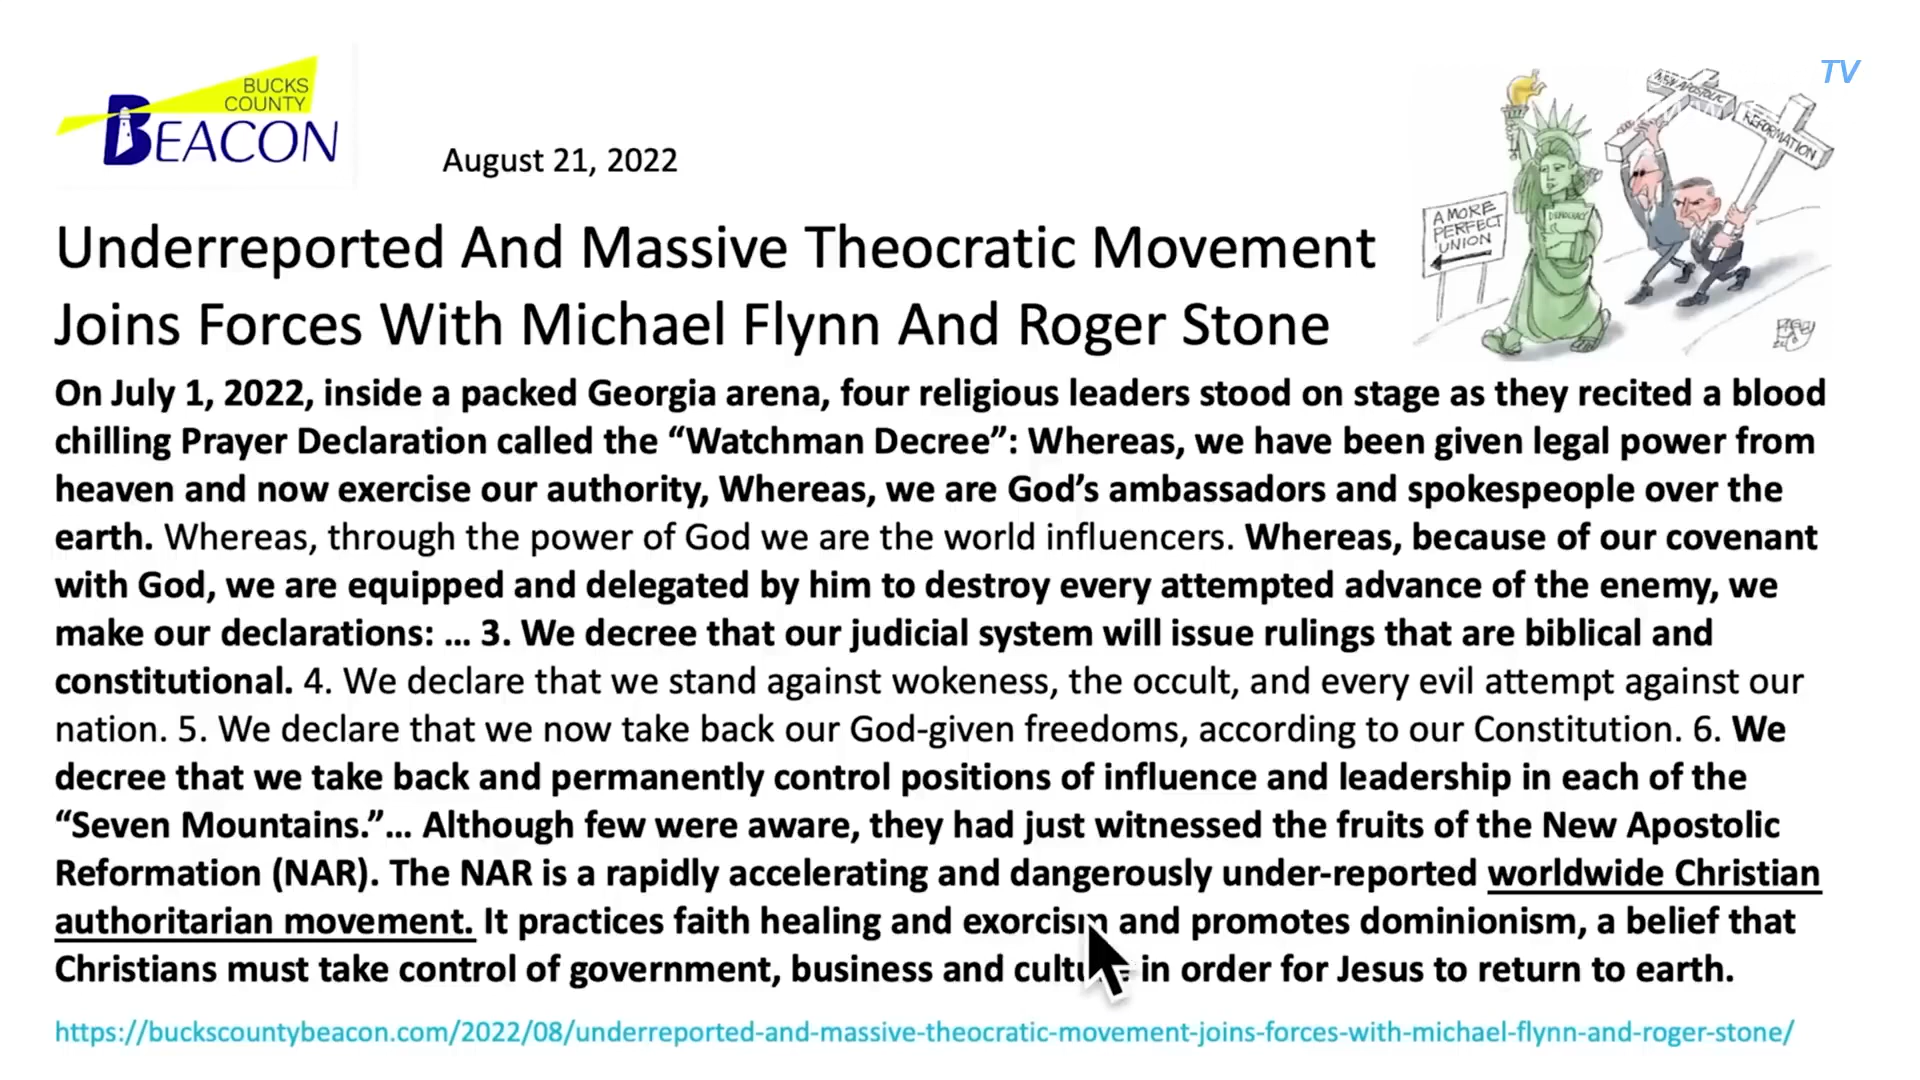 TV
BUCKS
COUNTY
BEACON
August 21, 2022
NEW APOSTOLIC
REFORMATION
A MORE
PERFECT
UNION
DEMOCRACY
Underreported And Massive Theocratic Movement
Joins Forces With Michael Flynn And Roger Stone
On July 1, 2022, inside a packed Georgia arena, four religious leaders stood on stage as they recited a blood
chilling Prayer Declaration called the “Watchman Decree”: Whereas, we have been given legal power from
heaven and now exercise our authority, Whereas, we are God’s ambassadors and spokespeople over the
earth. Whereas, through the power of God we are the world influencers. Whereas, because of our covenant
with God, we are equipped and delegated by him to destroy every attempted advance of the enemy, we
make our declarations: … 3. We decree that our judicial system will issue rulings that are biblical and
constitutional. 4. We declare that we stand against wokeness, the occult, and every evil attempt against our
nation. 5. We declare that we now take back our God-given freedoms, according to our Constitution. 6. We
decree that we take back and permanently control positions of influence and leadership in each of the
“Seven Mountains.”… Although few were aware, they had just witnessed the fruits of the New Apostolic
Reformation (NAR). The NAR is a rapidly accelerating and dangerously under-reported worldwide Christian
authoritarian movement. It practices faith healing and exorcism and promotes dominionism, a belief that
Christians must take control of government, business and culture in order for Jesus to return to earth.
https://buckscountybeacon.com/2022/08/underreported-and-massive-theocratic-movement-joins-forces-with-michael-flynn-and-roger-stone/